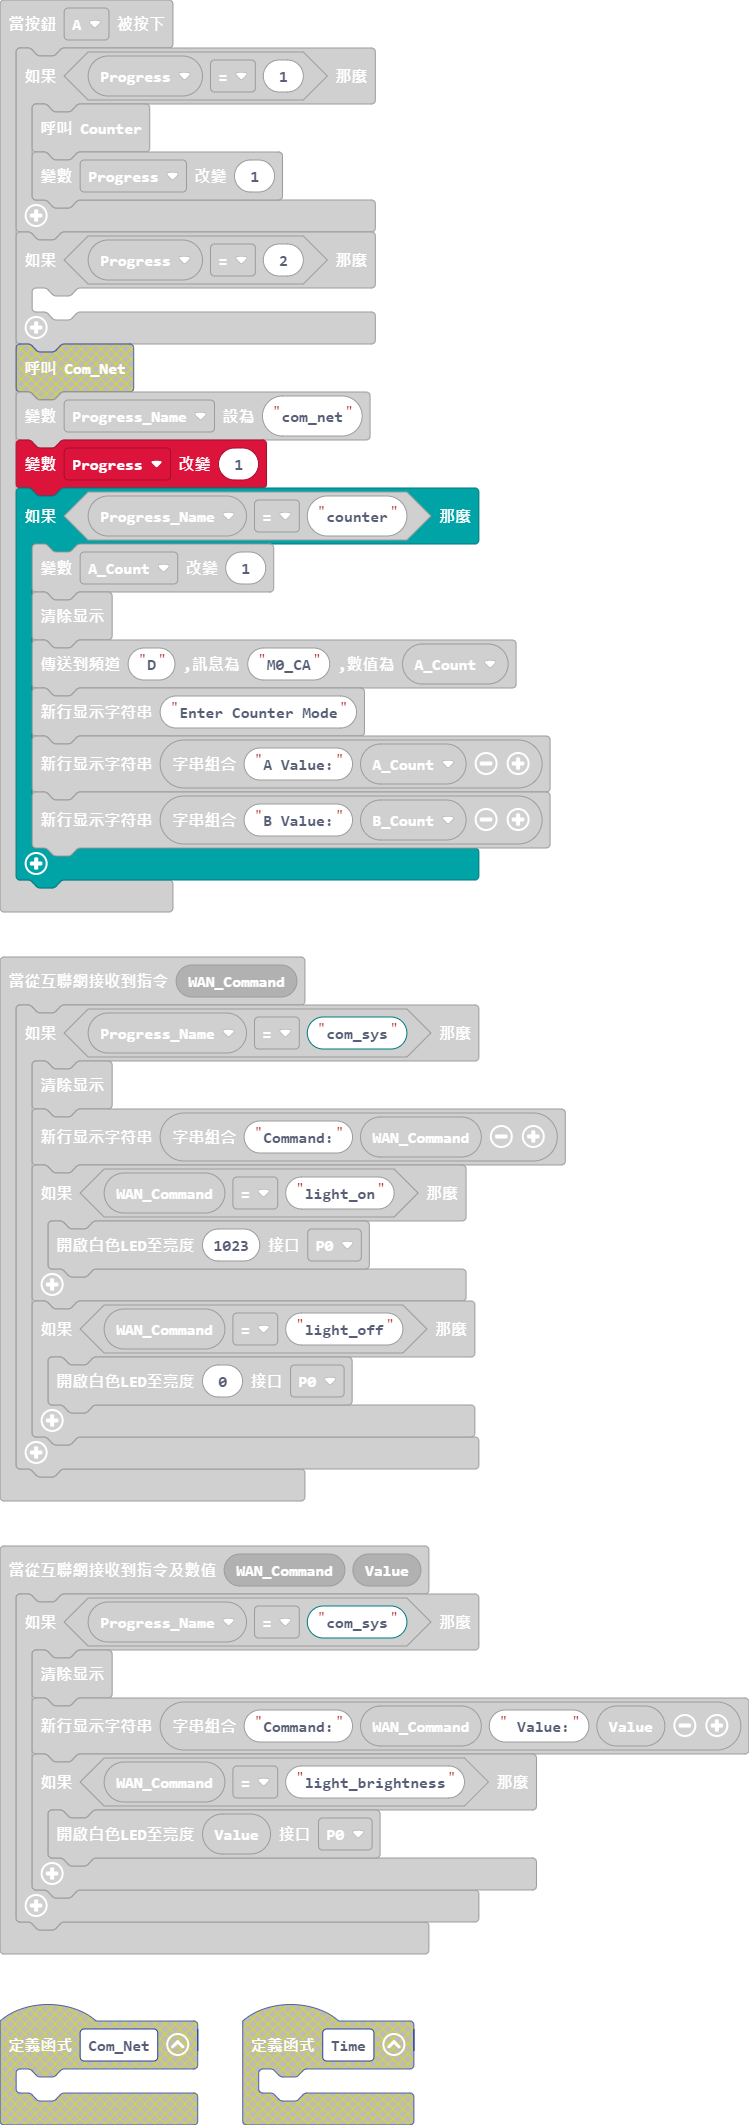 當按鈕 A 被按下
如果 Progress = 1 那麼
呼叫 Counter
變數 Progress 改變 1
如果 Progress = 2 那麼
呼叫 Com_Net
變數 Progress_Name 設為 "com_net"
變數 Progress 改變 1
如果 Progress_Name = "counter" 那麼
變數 A_Count 改變 1
清除显示
傳送到頻道 "D" ,訊息為 "M0_CA" ,數值為 A_Count
新行显示字符串 "Enter Counter Mode"
新行显示字符串 字串組合 "A Value:" A_Count
新行显示字符串 字串組合 "B Value:" B_Count
當從互聯網接收到指令 WAN_Command
如果 Progress_Name = "com_sys" 那麼
清除显示
新行显示字符串 字串組合 "Command:" WAN_Command
如果 WAN_Command = "light_on" 那麼
開啟白色LED至亮度 1023 接口 P0
如果 WAN_Command = "light_off" 那麼
開啟白色LED至亮度 0 接口 P0
當從互聯網接收到指令及數值 WAN_Command Value
如果 Progress_Name = "com_sys" 那麼
清除显示
新行显示字符串 字串組合 "Command:" WAN_Command " Value:" Value
如果 WAN_Command = "light_brightness" 那麼
開啟白色LED至亮度 Value 接口 P0
定義函式 Com_Net 定義函式 Time